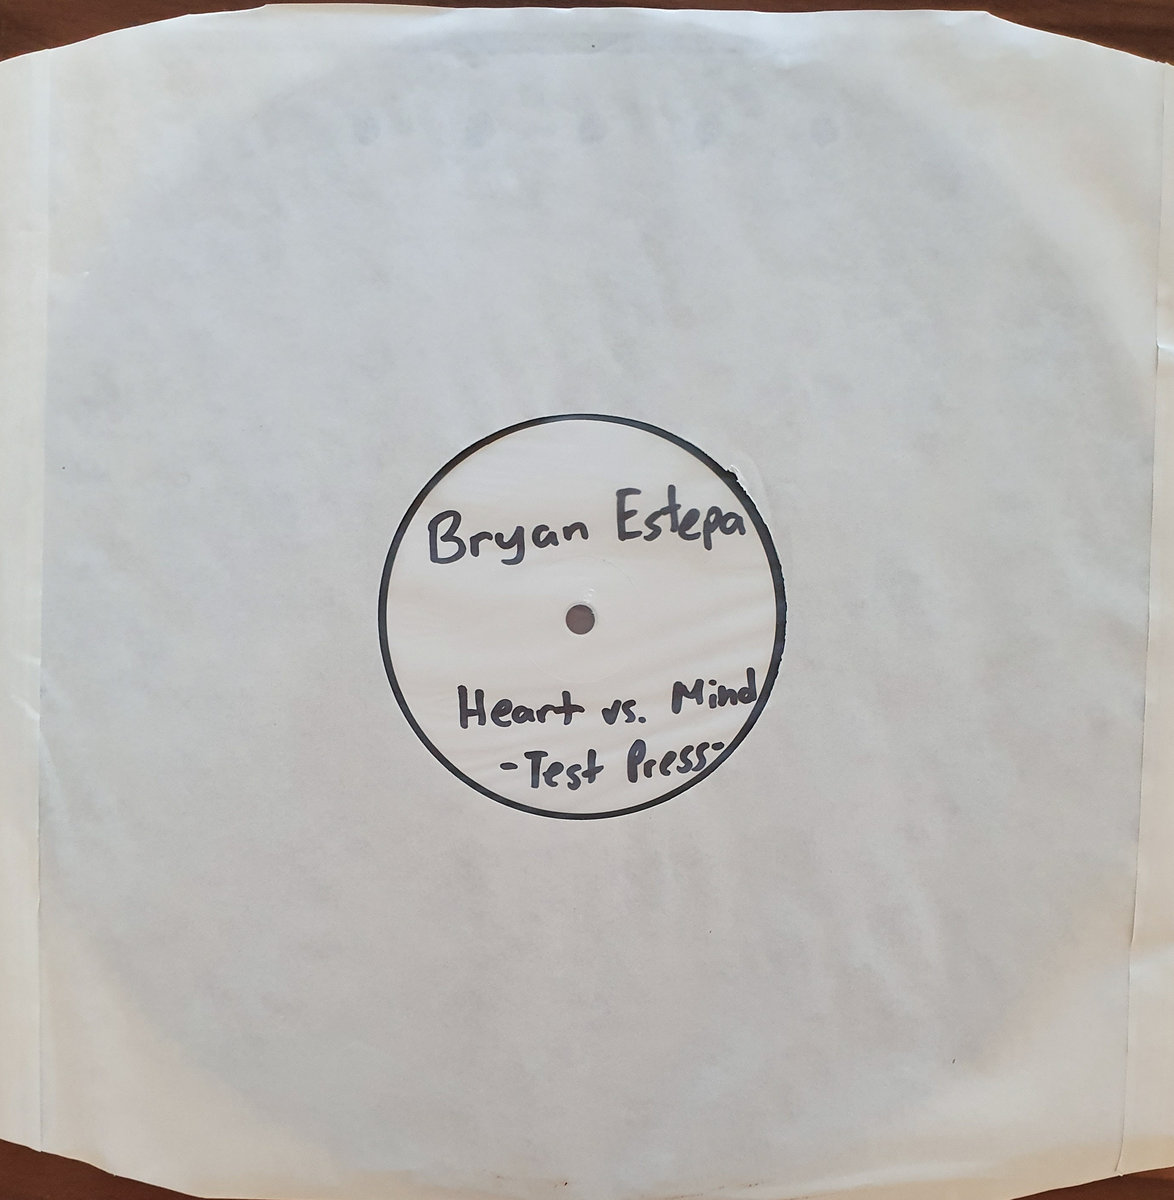 Bryan Estepa
Heart vs. Mind
-Test Press-